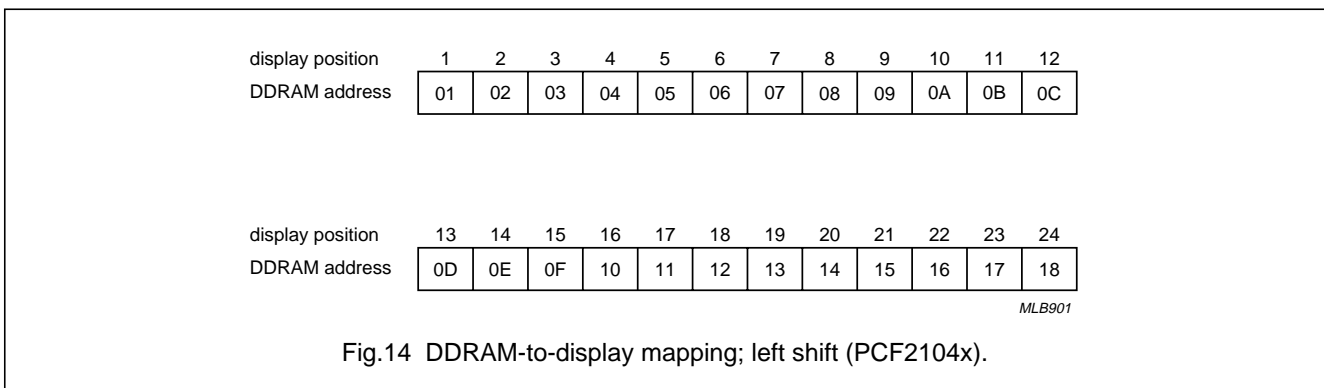 display position 1 2 3 4 5 6 7 8 9 10 11 12
DDRAM address 01 02 03 04 05 06 07 08 09 0A 0B 0C
display position 13 14 15 16 17 18 19 20 21 22 23 24
DDRAM address 0D 0E 0F 10 11 12 13 14 15 16 17 18
MLB901
Fig.14 DDRAM-to-display mapping; left shift (PCF2104x).